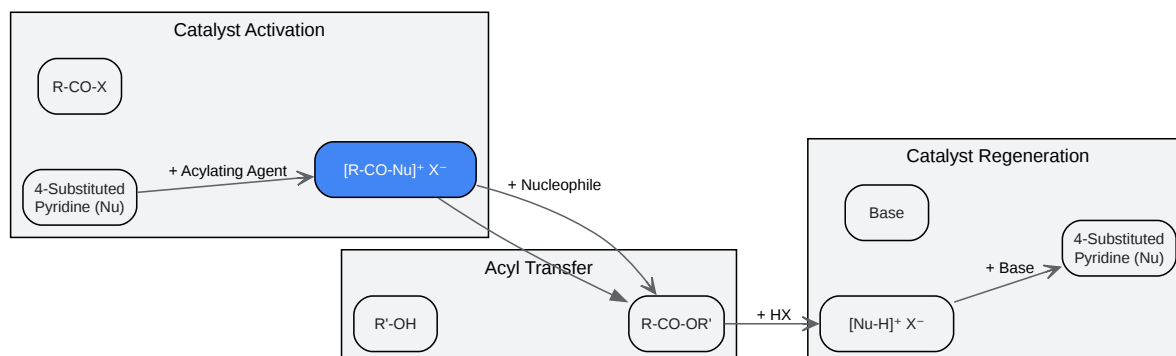 Catalyst Activation
R-CO-X
4-Substituted
Pyridine (Nu)
+ Acylating Agent
[R-CO-Nu]⁺ X⁻
+ Nucleophile
Acyl Transfer
R'-OH
R-CO-OR'
+ HX
Catalyst Regeneration
Base
[Nu-H]⁺ X⁻
+ Base
4-Substituted
Pyridine (Nu)